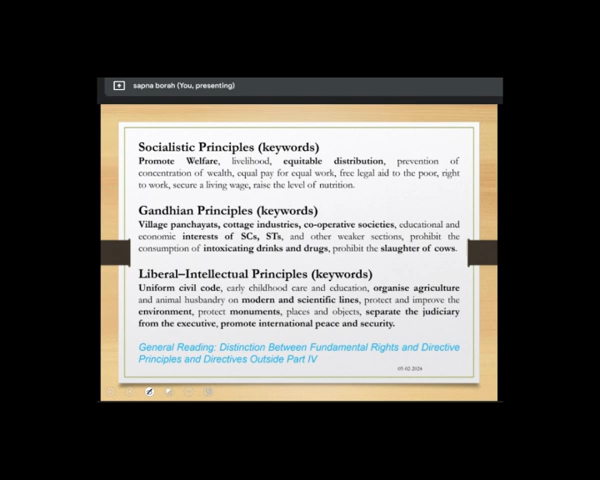 sapna borah (You, presenting)
Socialistic Principles (keywords)
Promote Welfare, livelihood, equitable distribution, prevention of
concentration of wealth, equal pay for equal work, free legal aid to the poor, right
to work, secure a living wage, raise the level of nutrition.
Gandhian Principles (keywords)
Village panchayats, cottage industries, co-operative societies, educational and
economic interests of SCs, STs, and other weaker sections, prohibit the
consumption of intoxicating drinks and drugs, prohibit the slaughter of cows.
Liberal–Intellectual Principles (keywords)
Uniform civil code, early childhood care and education, organise agriculture
and animal husbandry on modern and scientific lines, protect and improve the
environment, protect monuments, places and objects, separate the judiciary
from the executive, promote international peace and security.
General Reading: Distinction Between Fundamental Rights and Directive
Principles and Directives Outside Part IV
05-02-2024